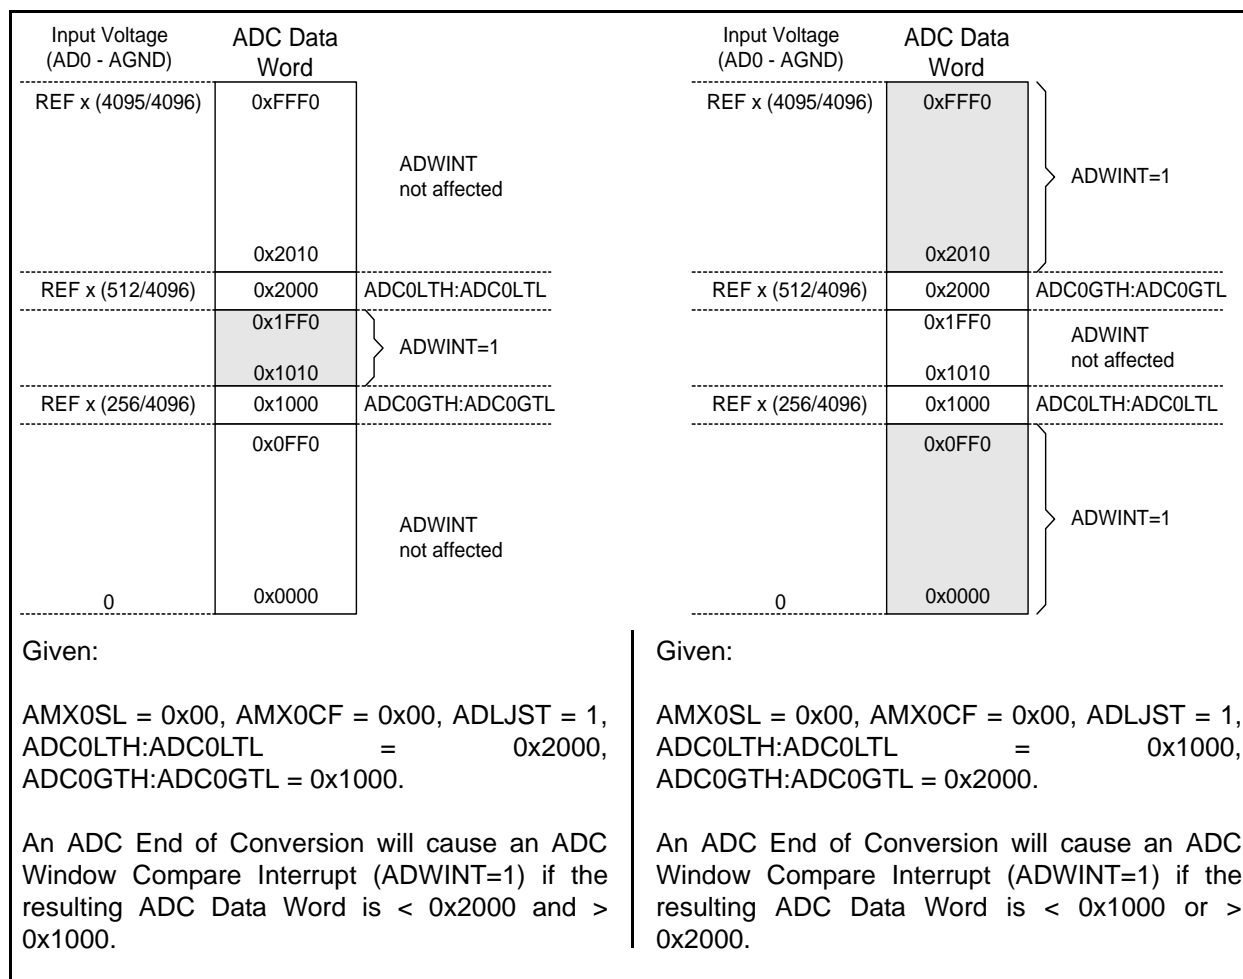 Input Voltage
(AD0 - AGND)
ADC Data
Word
REF x (4095/4096)
0xFFF0
ADWINT
not affected
0x2010
REF x (512/4096)
0x2000
ADC0LTH:ADC0LTL
0x1FF0
ADWINT=1
0x1010
REF x (256/4096)
0x1000
ADC0GTH:ADC0GTL
0x0FF0
ADWINT
not affected
0
0x0000
Given:
AMX0SL = 0x00, AMX0CF = 0x00, ADLJST = 1,
ADC0LTH:ADC0LTL = 0x2000,
ADC0GTH:ADC0GTL = 0x1000.
An ADC End of Conversion will cause an ADC
Window Compare Interrupt (ADWINT=1) if the
resulting ADC Data Word is < 0x2000 and >
0x1000.
Input Voltage
(AD0 - AGND)
ADC Data
Word
REF x (4095/4096)
0xFFF0
ADWINT=1
0x2010
REF x (512/4096)
0x2000
ADC0GTH:ADC0GTL
0x1FF0
ADWINT
not affected
0x1010
REF x (256/4096)
0x1000
ADC0LTH:ADC0LTL
0x0FF0
ADWINT=1
0
0x0000
Given:
AMX0SL = 0x00, AMX0CF = 0x00, ADLJST = 1,
ADC0LTH:ADC0LTL = 0x1000,
ADC0GTH:ADC0GTL = 0x2000.
An ADC End of Conversion will cause an ADC
Window Compare Interrupt (ADWINT=1) if the
resulting ADC Data Word is < 0x1000 or >
0x2000.